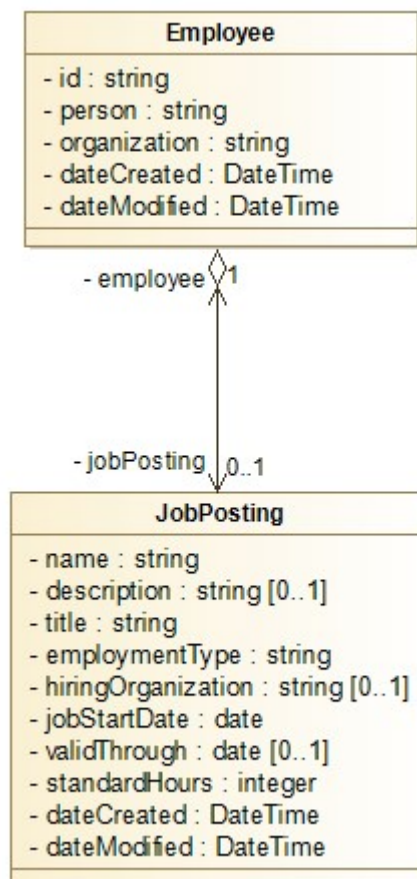 Employee
- id : string
- person : string
- organization : string
- dateCreated : DateTime
- dateModified : DateTime
- employee 1
- jobPosting 0..1
JobPosting
- name : string
- description : string [0..1]
- title : string
- employmentType : string
- hiringOrganization : string [0..1]
- jobStartDate : date
- validThrough : date [0..1]
- standardHours : integer
- dateCreated : DateTime
- dateModified : DateTime